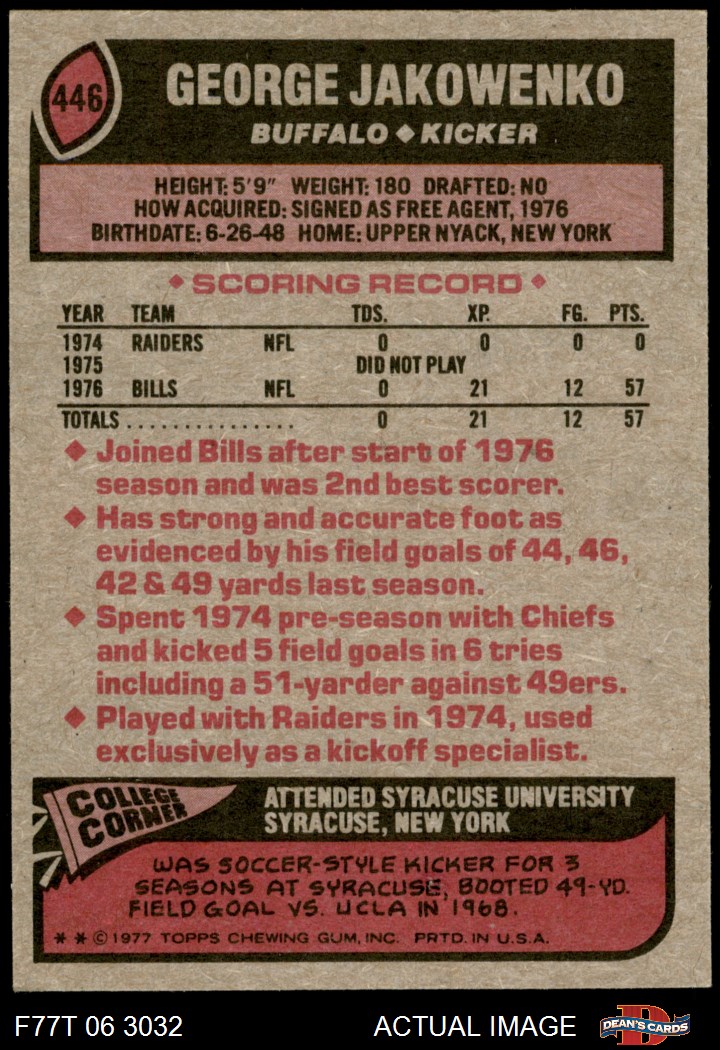 446
GEORGE JAKOWENKO
BUFFALO ◆ KICKER
HEIGHT: 5'9" WEIGHT: 180 DRAFTED: NO
HOW ACQUIRED: SIGNED AS FREE AGENT, 1976
BIRTHDATE: 6-26-48 HOME: UPPER NYACK, NEW YORK
◆ SCORING RECORD ◆
YEAR TEAM TDS. XP. FG. PTS.
1974 RAIDERS NFL 0 0 0 0
1975 DID NOT PLAY
1976 BILLS NFL 0 21 12 57
TOTALS . . . . . . . . . . . . . . . 0 21 12 57
◆ Joined Bills after start of 1976
season and was 2nd best scorer.
◆ Has strong and accurate foot as
evidenced by his field goals of 44, 46,
42 & 49 yards last season.
◆ Spent 1974 pre-season with Chiefs
and kicked 5 field goals in 6 tries
including a 51-yarder against 49ers.
◆ Played with Raiders in 1974, used
exclusively as a kickoff specialist.
COLLEGE
CORNER
ATTENDED SYRACUSE UNIVERSITY
SYRACUSE, NEW YORK
WAS SOCCER-STYLE KICKER FOR 3
SEASONS AT SYRACUSE, BOOTED 49-YD.
FIELD GOAL VS. UCLA IN 1968.
* * © 1977 TOPPS CHEWING GUM, INC. PRTD. IN U.S.A.
F77T 06 3032 ACTUAL IMAGE
D
DEAN'S CARDS